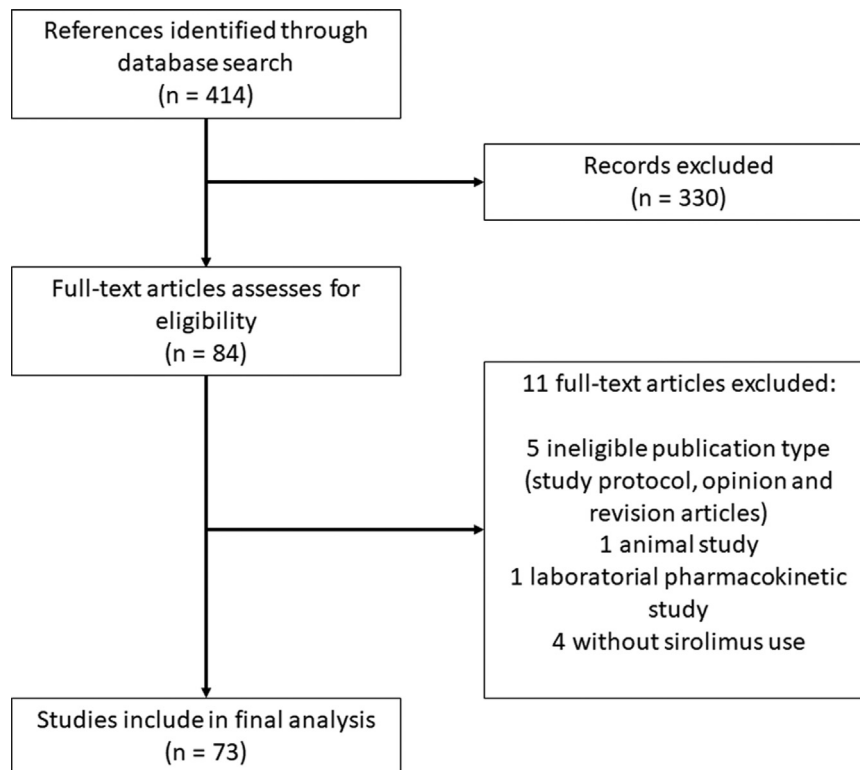 References identified through
database search
(n = 414)
Records excluded
(n = 330)
Full-text articles assesses for
eligibility
(n = 84)
11 full-text articles excluded:
5 ineligible publication type
(study protocol, opinion and
revision articles)
1 animal study
1 laboratorial pharmacokinetic
study
4 without sirolimus use
Studies include in final analysis
(n = 73)